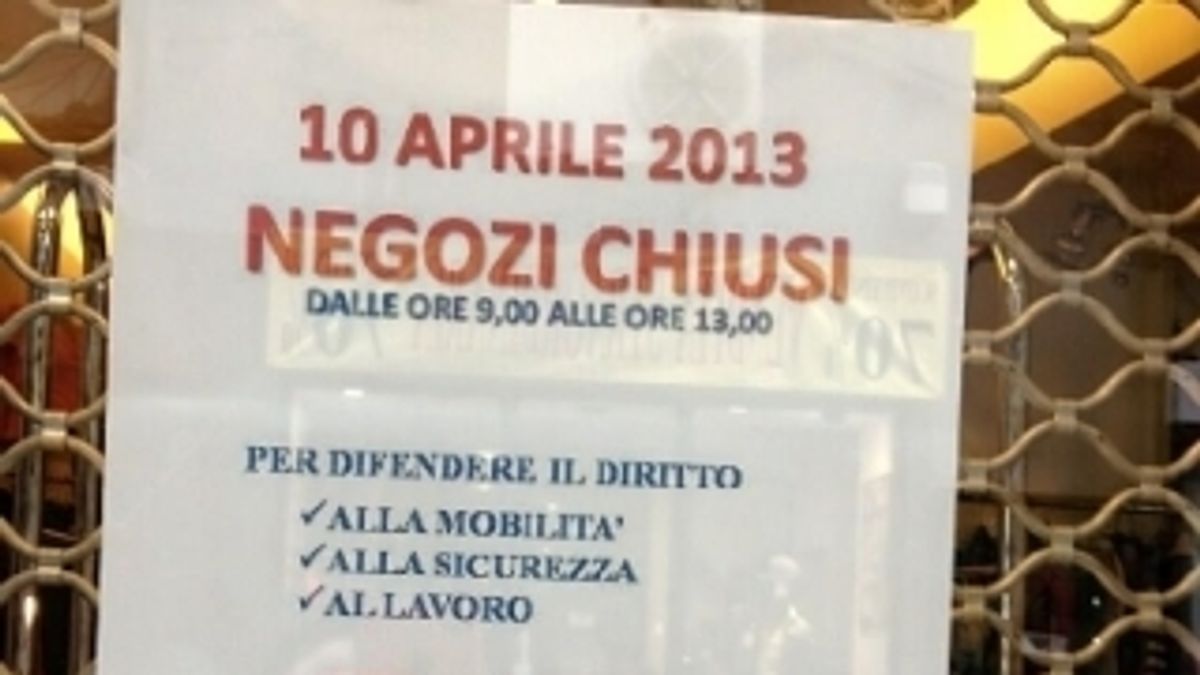 10 APRILE 2013
NEGOZI CHIUSI
DALLE ORE 9,00 ALLE ORE 13,00
PER DIFENDERE IL DIRITTO
✓ALLA MOBILITA'
✓ALLA SICUREZZA
✓AL LAVORO
70%